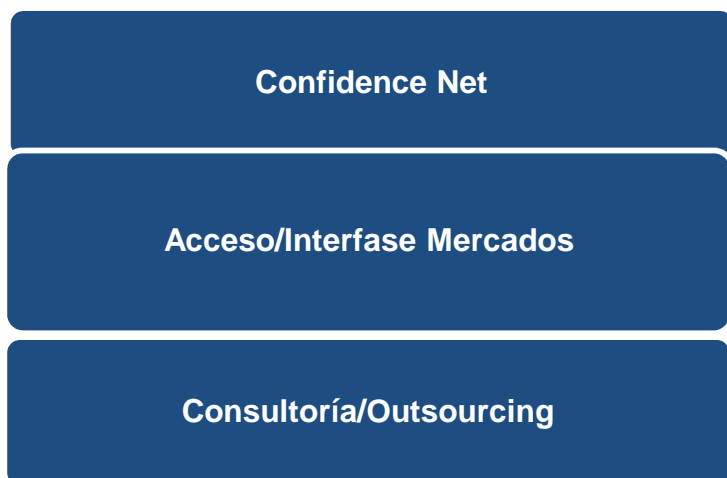 Confidence Net
Acceso/Interfase Mercados
Consultoría/Outsourcing